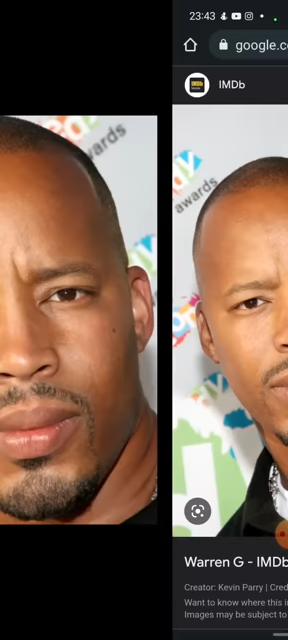 awards
23:43
google.c
IMDb
awards
Warren G - IMDb
Creator: Kevin Parry | Cred
Want to know where this i
Images may be subject to